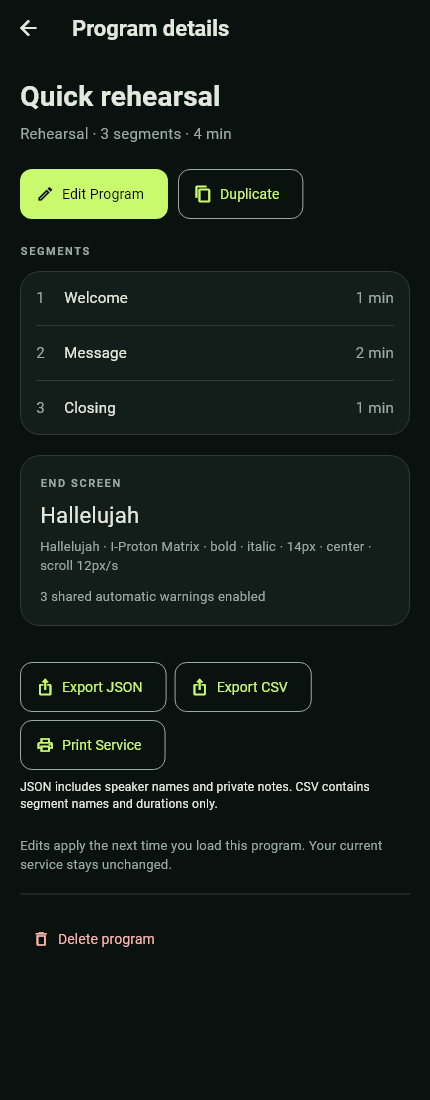 Program details
Quick rehearsal
Rehearsal · 3 segments · 4 min
Edit Program
Duplicate
SEGMENTS
1 Welcome 1 min
2 Message 2 min
3 Closing 1 min
END SCREEN
Hallelujah
Hallelujah · I-Proton Matrix · bold · italic · 14px · center ·
scroll 12px/s
3 shared automatic warnings enabled
Export JSON
Export CSV
Print Service
JSON includes speaker names and private notes. CSV contains
segment names and durations only.
Edits apply the next time you load this program. Your current
service stays unchanged.
Delete program